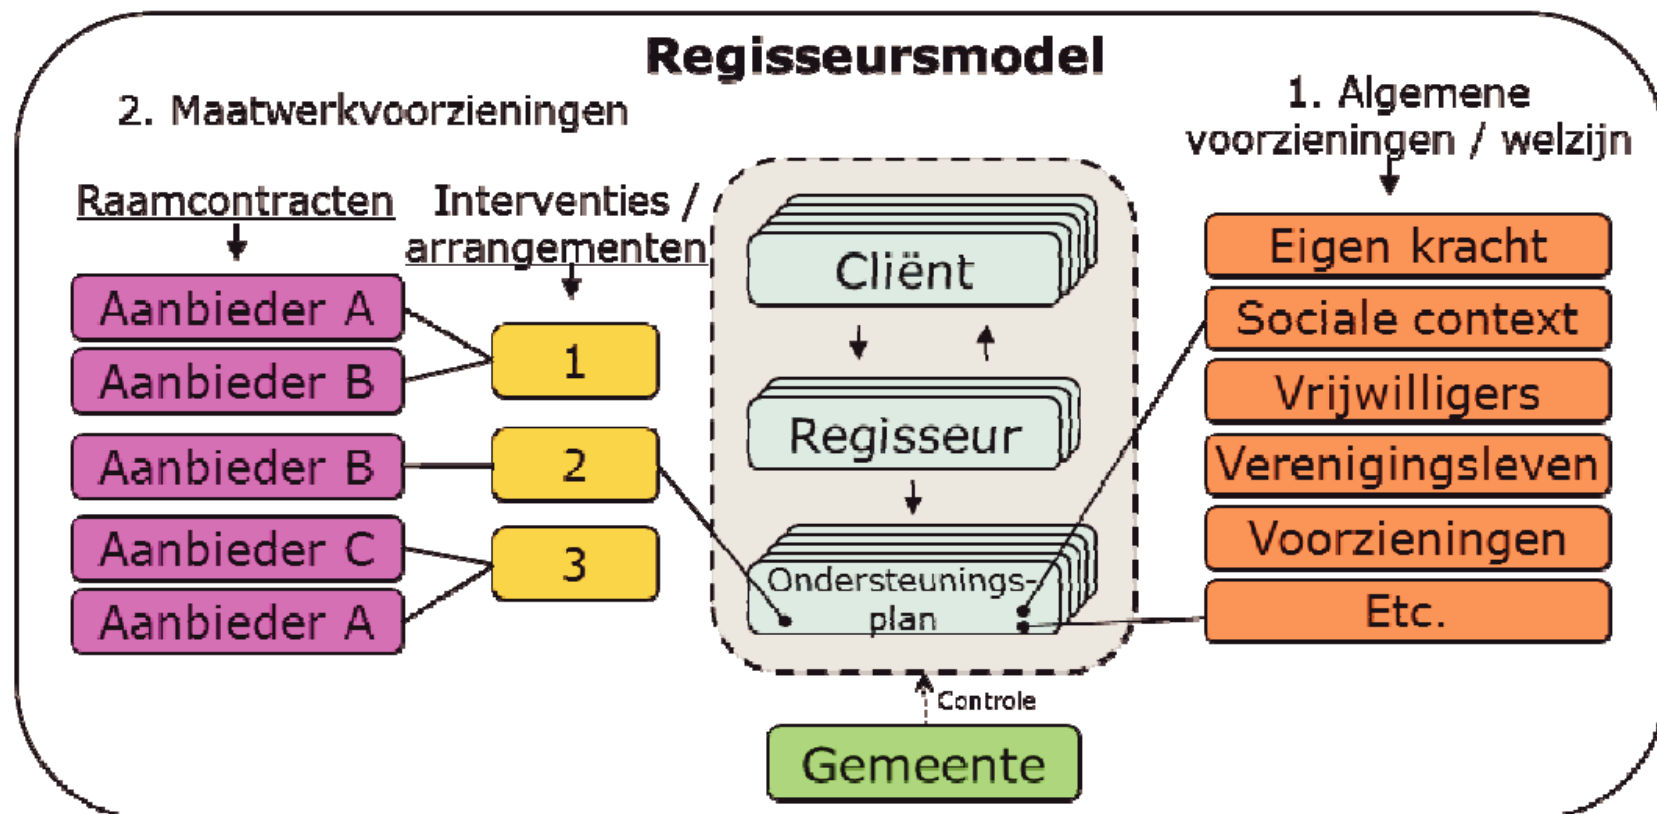 Regisseursmodel
2. Maatwerkvoorzieningen
Raamcontracten
Aanbieder A
Aanbieder B
Aanbieder B
Aanbieder C
Aanbieder A
Interventies /
arrangementen
1
2
3
Cliënt
Regisseur
Ondersteunings-
plan
Controle
Gemeente
1. Algemene
voorzieningen / welzijn
Eigen kracht
Sociale context
Vrijwilligers
Verenigingsleven
Voorzieningen
Etc.